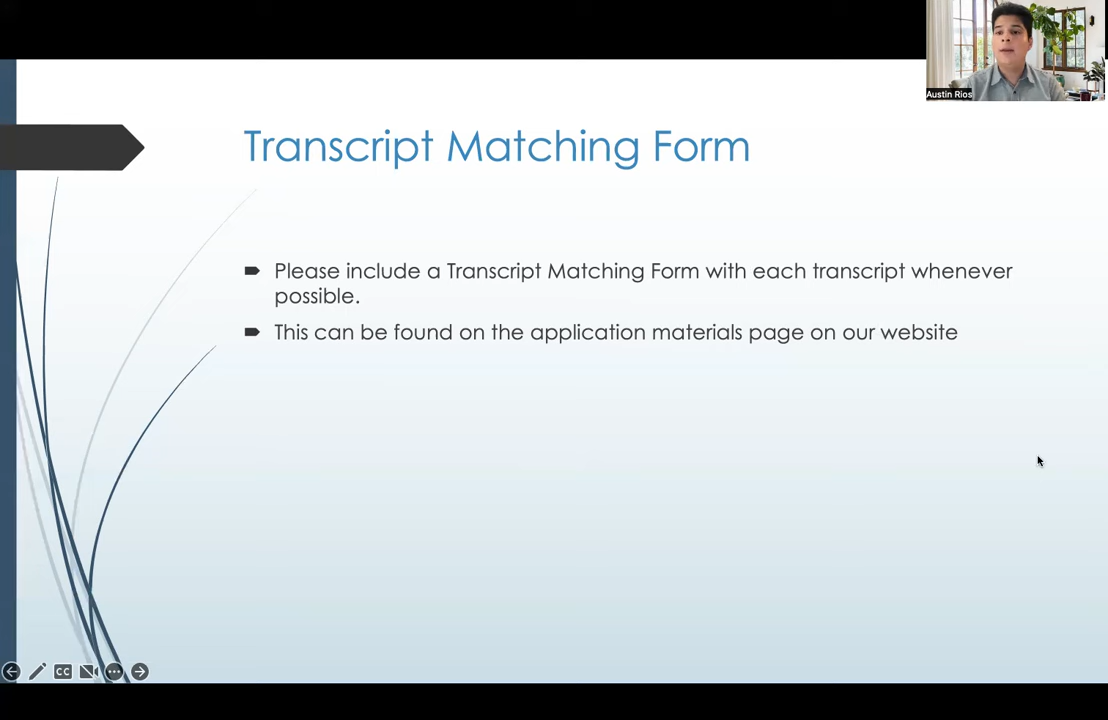 Austin Rios
Transcript Matching Form
Please include a Transcript Matching Form with each transcript whenever
possible.
This can be found on the application materials page on our website
CC